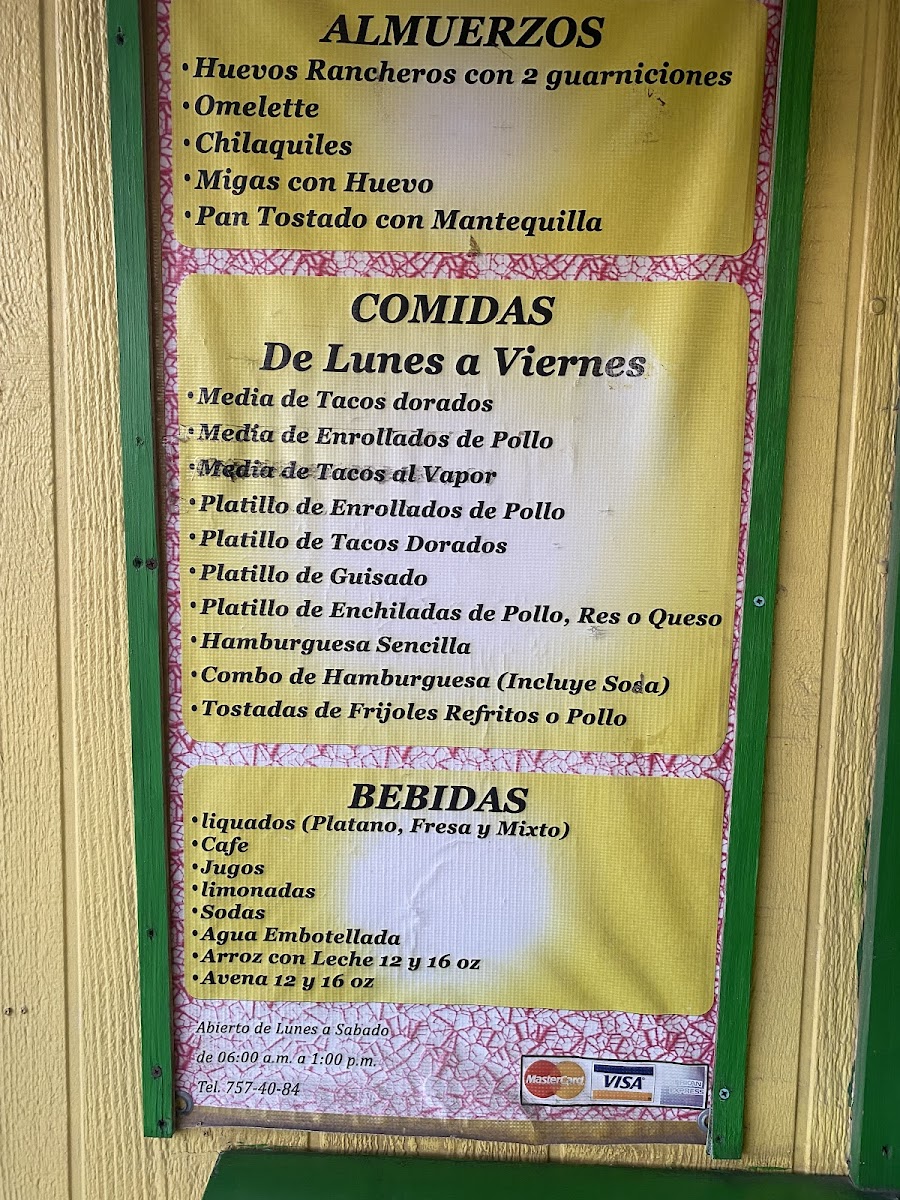 ALMUERZOS
•Huevos Rancheros con 2 guarniciones
•Omelette
•Chilaquiles
•Migas con Huevo
•Pan Tostado con Mantequilla
COMIDAS
De Lunes a Viernes
•Media de Tacos dorados
•Media de Enrollados de Pollo
•Media de Tacos al Vapor
•Platillo de Enrollados de Pollo
•Platillo de Tacos Dorados
•Platillo de Guisado
•Platillo de Enchiladas de Pollo, Res o Queso
•Hamburguesa Sencilla
•Combo de Hamburguesa (Incluye Soda)
•Tostadas de Frijoles Refritos o Pollo
BEBIDAS
•liquados (Platano, Fresa y Mixto)
•Cafe
•Jugos
•limonadas
•Sodas
•Agua Embotellada
•Arroz con Leche 12 y 16 oz
•Avena 12 y 16 oz
Abierto de Lunes a Sabado
de 06:00 a.m. a 1:00 p.m.
Tel. 757-40-84
MasterCard
VISA
EXPRESS